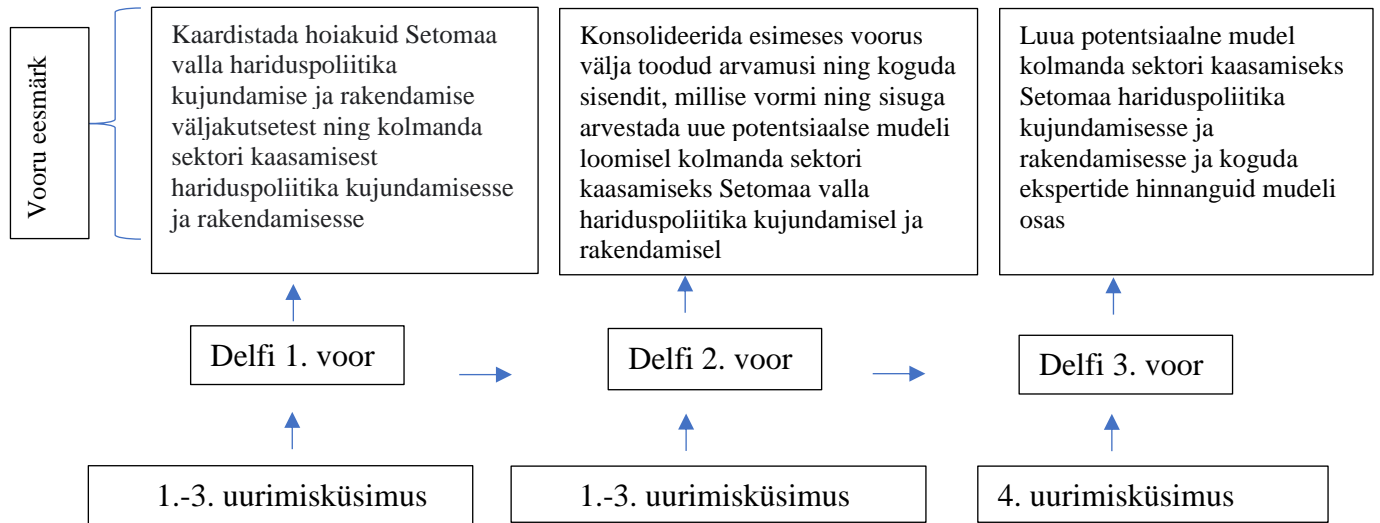 Vooru eesmärk
Kaardistada hoiakuid Setomaa
valla hariduspoliitika
kujundamise ja rakendamise
väljakutsetest ning kolmanda
sektori kaasamisest
hariduspoliitika kujundamisesse
ja rakendamisesse
Konsolideerida esimeses voorus
välja toodud arvamusi ning koguda
sisendit, millise vormi ning sisuga
arvestada uue potentsiaalse mudeli
loomisel kolmanda sektori
kaasamiseks Setomaa valla
hariduspoliitika kujundamisel ja
rakendamisel
Luua potentsiaalne mudel
kolmanda sektori kaasamiseks
Setomaa hariduspoliitika
kujundamisesse ja
rakendamisesse ja koguda
ekspertide hinnanguid mudeli
osas
Delfi 1. voor
Delfi 2. voor
Delfi 3. voor
1.-3. uurimisküsimus
1.-3. uurimisküsimus
4. uurimisküsimus